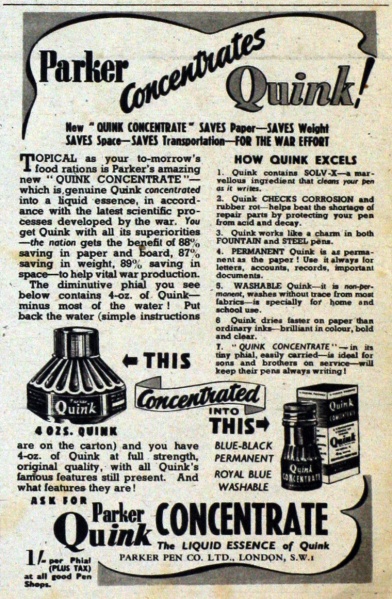 Parker Concentrates Quink!
New "QUINK CONCENTRATE" SAVES Paper—SAVES Weight
SAVES Space—SAVES Transportation—FOR THE WAR EFFORT
TOPICAL as your to-morrow's
food rations is Parker's amazing
new "QUINK CONCENTRATE"—
which is genuine Quink concentrated
into a liquid essence, in accord-
ance with the latest scientific pro-
cesses developed by the war. You
get Quink with all its superiorities
—the nation gets the benefit of 88%
saving in paper and board, 87%
saving in weight, 89% saving in
space—to help vital war production.
The diminutive phial you see
below contains 4-oz. of Quink—
minus most of the water! Put
back the water (simple instructions
HOW QUINK EXCELS
1. Quink contains SOLV-X—a mar-
vellous ingredient that cleans your pen
as it writes.
2. Quink CHECKS CORROSION and
rubber rot—helps beat the shortage of
repair parts by protecting your pen
from acid and decay.
3. Quink works like a charm in both
FOUNTAIN and STEEL pens.
4. PERMANENT Quink is as perman-
ent as the paper! Use it always for
letters, accounts, records, important
documents.
5. WASHABLE Quink—it is non-per-
manent, washes without trace from most
fabrics—is specially for home and
school use.
6. Quink dries faster on paper than
ordinary inks—brilliant in colour, bold
and clear.
7. "QUINK CONCENTRATE"—in its
tiny phial, easily carried—is ideal for
sons and brothers on service—will
keep their pens always writing!
Parker
Quink
4 OZS. QUINK
THIS
Concentrated
INTO
THIS
BLUE-BLACK
PERMANENT
ROYAL BLUE
WASHABLE
Quink
CONCENTRATE
Quink
are on the carton) and you have
4-oz. of Quink at full strength,
original quality, with all Quink's
famous features still present. And
what features they are!
ASK FOR
Parker
Quink CONCENTRATE
The LIQUID ESSENCE of Quink
PARKER PEN CO. LTD., LONDON, S.W.1
1/- per Phial
(PLUS TAX)
at all good Pen
Shops.